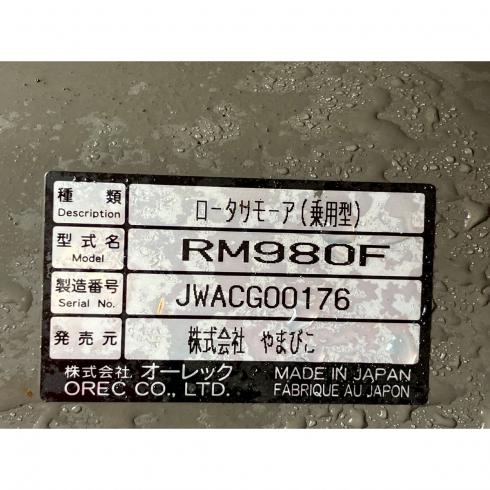 種類 ロータリモーア(乗用型)
Description
型式名 RM980F
Model
製造番号 JWACG00176
Serial No.
発売元 株式会社 やまびこ
株式会社 オーレック MADE IN JAPAN
OREC CO., LTD. FABRIQUE AU JAPON